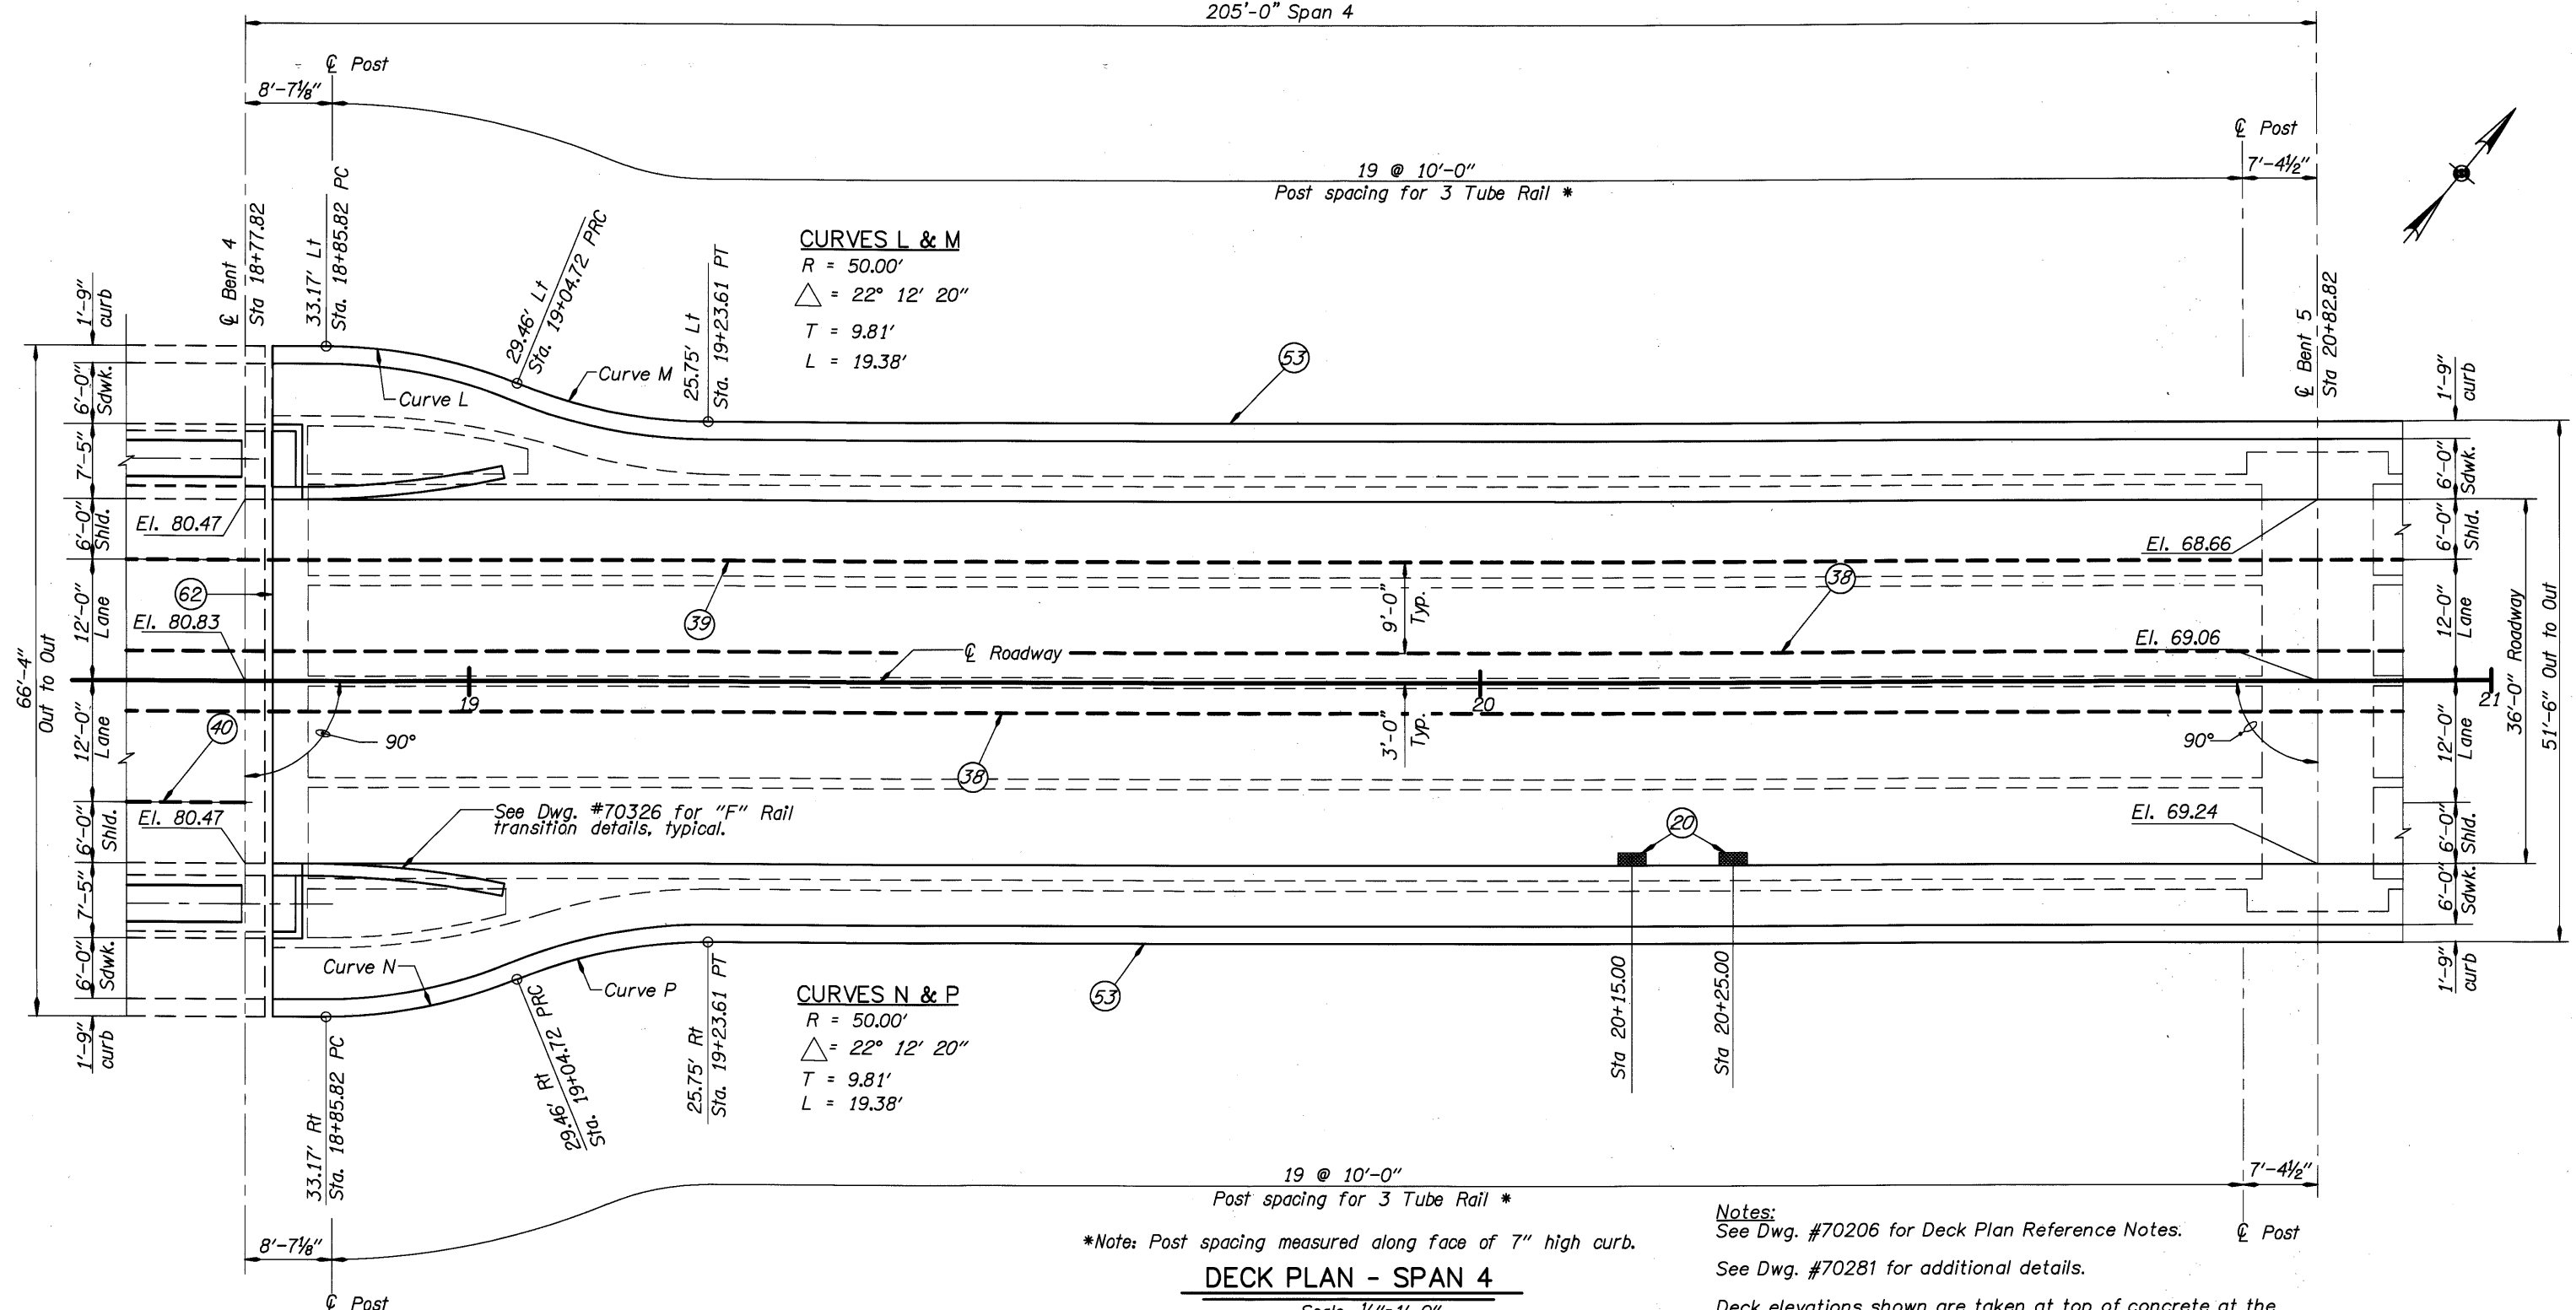 205'-0" Span 4
℄ Post
8'-7⅛"
℄ Post
19 @ 10'-0"
Post spacing for 3 Tube Rail *
7'-4½"
℄ Bent 4
Sta 18+77.82
33.17' Lt
Sta. 18+85.82 PC
29.46' Lt
Sta. 19+04.72 PRC
25.75' Lt
Sta. 19+23.61 PT
CURVES L & M
R = 50.00'
△ = 22° 12' 20"
T = 9.81'
L = 19.38'
℄ Bent 5
Sta 20+82.82
1'-9"
curb
6'-0"
Sdwk.
7'-5"
6'-0"
Shld.
12'-0"
Lane
12'-0"
Lane
6'-0"
Shld.
7'-5"
6'-0"
Sdwk.
1'-9"
curb
66'-4"
Out to Out
Curve L
Curve M
53
El. 80.47
62
El. 80.83
39
℄ Roadway
9'-0"
Typ.
38
El. 68.66
El. 69.06
19
20
21
40
90°
38
3'-0"
Typ.
90°
El. 80.47
See Dwg. #70326 for "F" Rail
transition details, typical.
20
El. 69.24
1'-9"
curb
6'-0"
Sdwk.
6'-0"
Shld.
12'-0"
Lane
12'-0"
Lane
6'-0"
Shld.
6'-0"
Sdwk.
1'-9"
curb
36'-0" Roadway
51'-6" Out to Out
Curve N
Curve P
53
33.17' Rt
Sta. 18+85.82 PC
29.46' Rt
Sta. 19+04.72 PRC
25.75' Rt
Sta. 19+23.61 PT
CURVES N & P
R = 50.00'
△ = 22° 12' 20"
T = 9.81'
L = 19.38'
Sta 20+15.00
Sta 20+25.00
19 @ 10'-0"
Post spacing for 3 Tube Rail *
7'-4½"
℄ Post
8'-7⅛"
℄ Post
*Note: Post spacing measured along face of 7" high curb.
DECK PLAN - SPAN 4
Notes:
See Dwg. #70206 for Deck Plan Reference Notes.
See Dwg. #70281 for additional details.
Deck elevations shown are taken at top of concrete at the